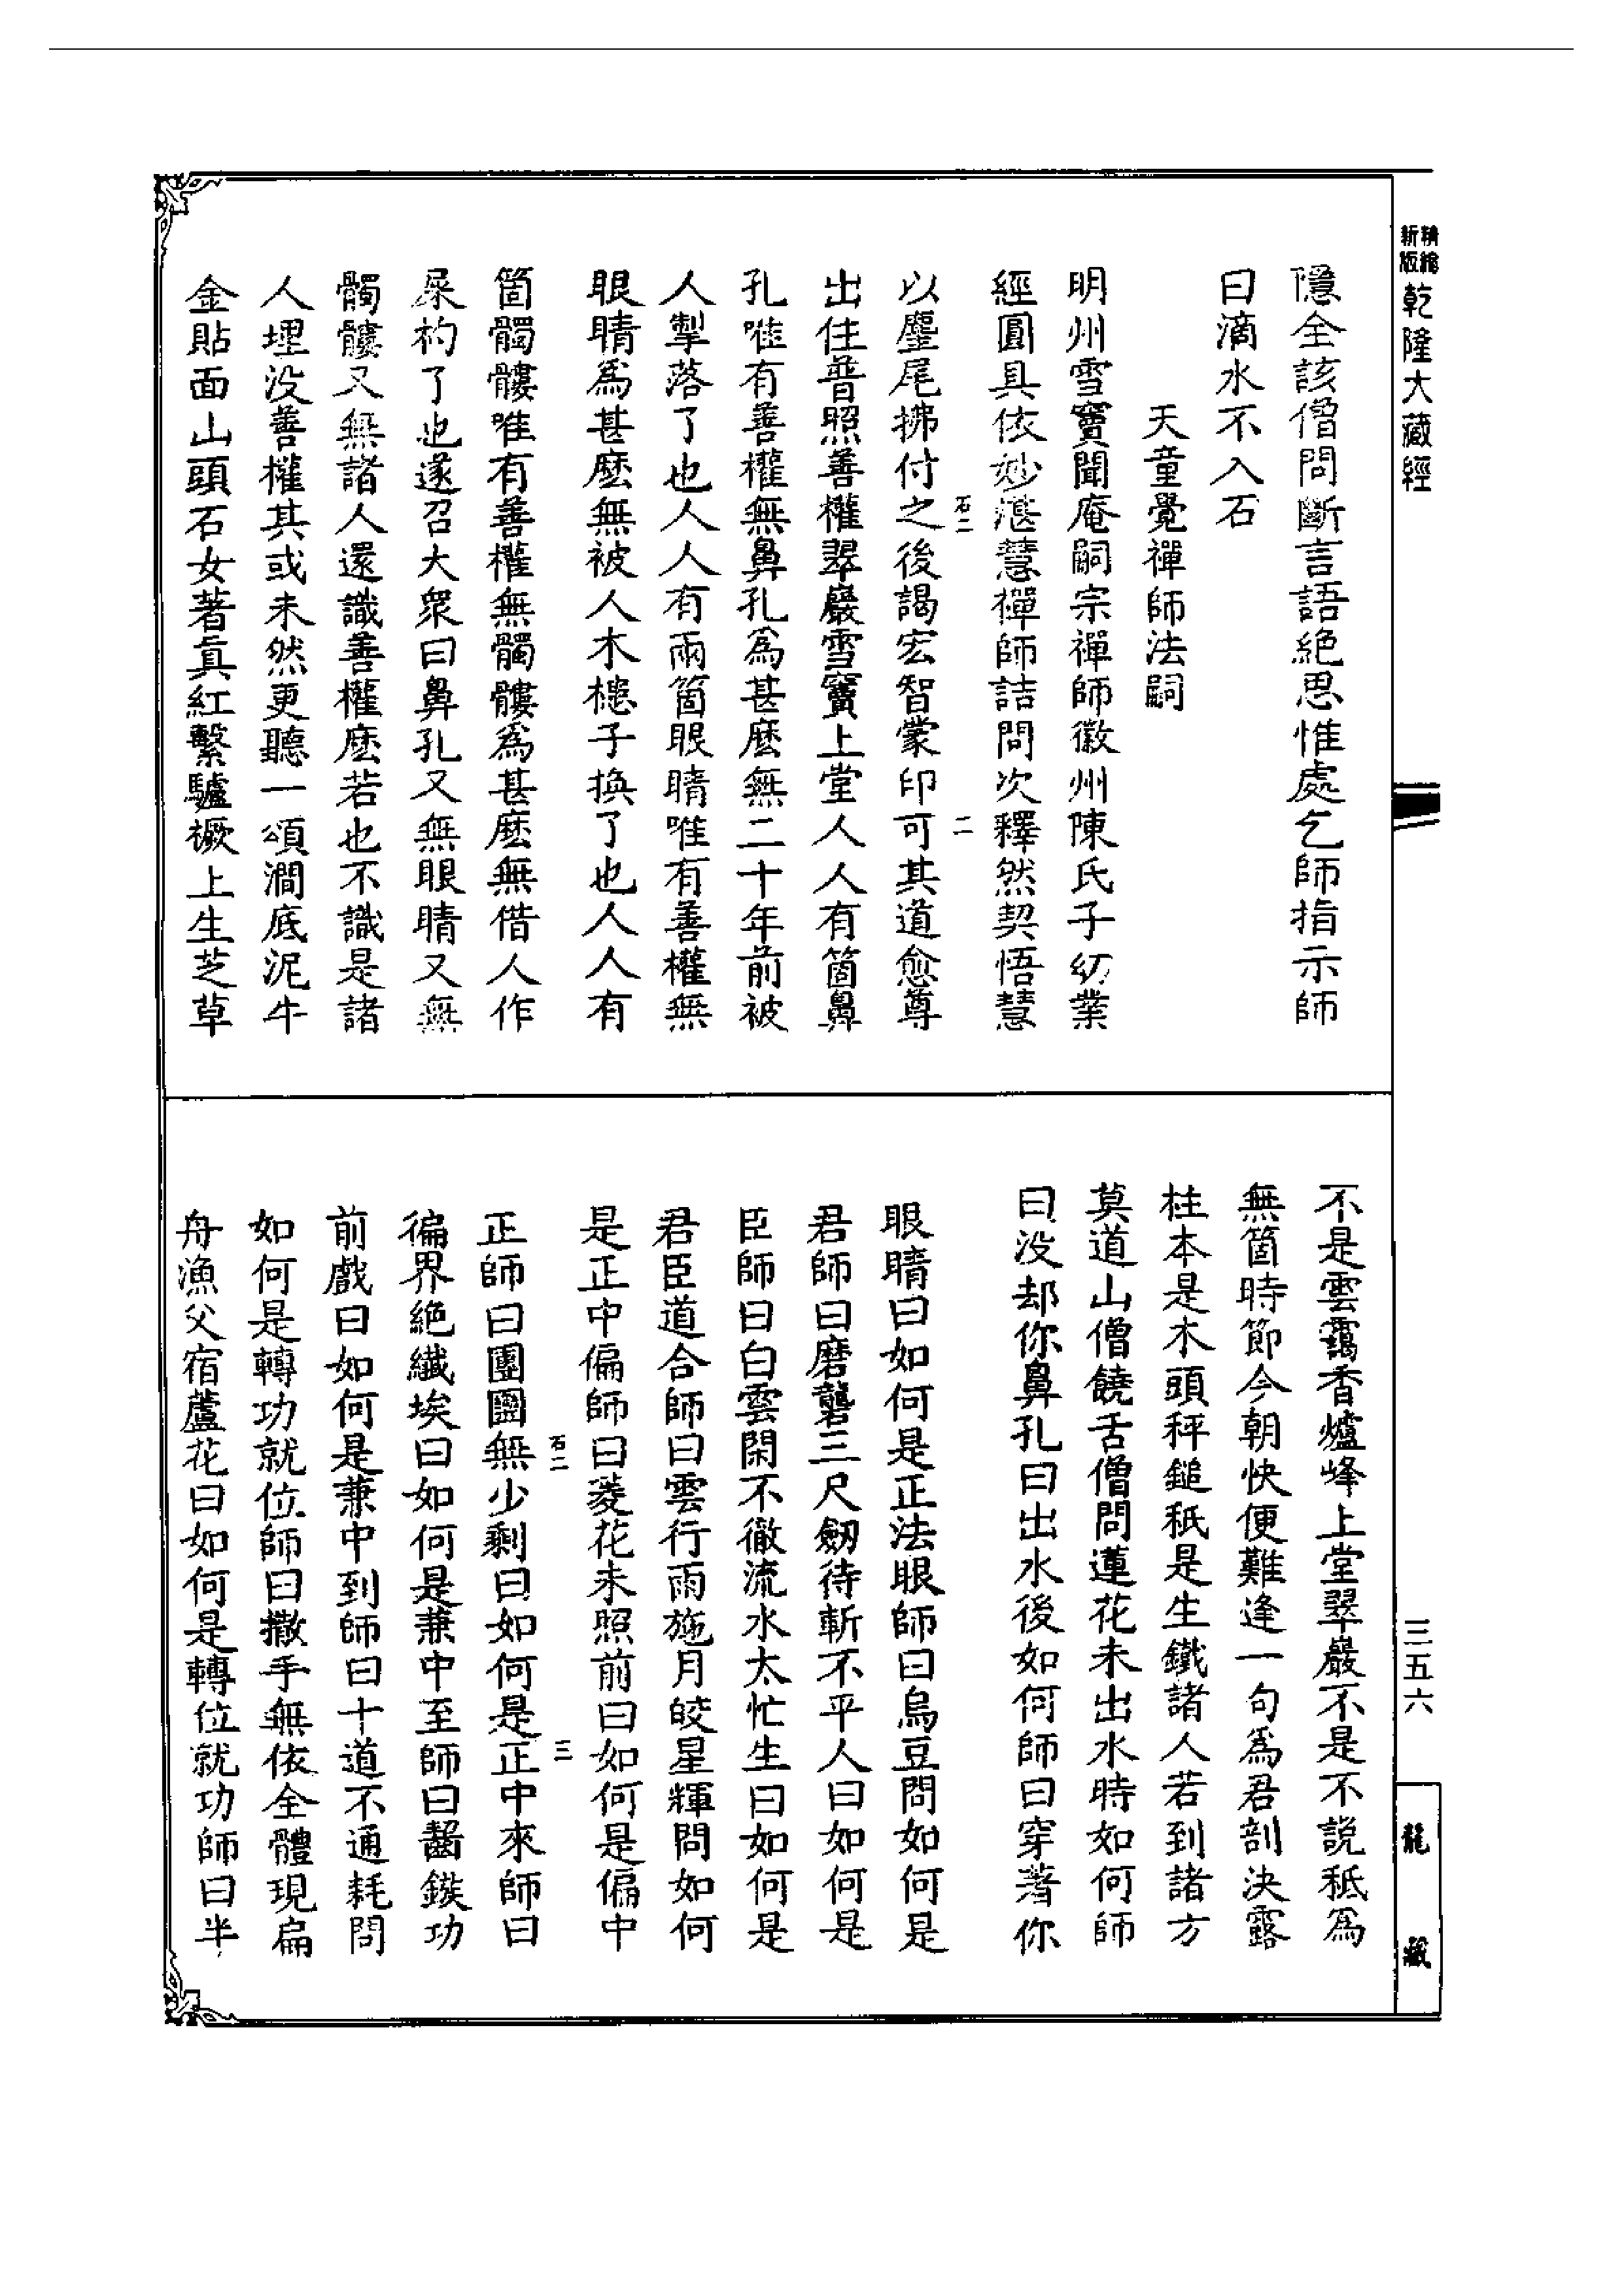 精縮新版乾隆大藏經
隱全該僧問斷言語絕思惟處乞師指示師
曰滴水不入石
天童覺禪師法嗣
明州雪竇聞庵嗣宗禪師徽州陳氏子幼業
經圓具依妙湛慧禪師詰問次釋然契悟慧
石二
二
以麈尾拂付之後謁宏智蒙印可其道愈尊
出住普照善權翠巖雪竇上堂人人有箇鼻
孔唯有善權無鼻孔為甚麼無二十年前被
人掣落了也人人有兩箇眼睛唯有善權無
眼睛為甚麼無被人木槵子換了也人人有
箇髑髏唯有善權無髑髏為甚麼無借人作
屎杓了也遂召大衆曰鼻孔又無眼睛又無
髑髏又無諸人還識善權麼若也不識是諸
人埋沒善權其或未然更聽一頌澗底泥牛
金貼面山頭石女著真紅繫驢橛上生芝草
不是雲靄香爐峰上堂翠巖不是不說秪為
無箇時節今朝快便難逢一句為君剖決露
柱本是木頭秤鎚秖是生鐵諸人若到諸方
莫道山僧饒舌僧問蓮花未出水時如何師
曰沒却你鼻孔曰出水後如何師曰穿著你
眼睛曰如何是正法眼師曰烏豆問如何是
君師曰磨礱三尺劒待斬不平人曰如何是
臣師曰白雲閑不徹流水太忙生曰如何是
君臣道合師曰雲行雨施月皎星輝問如何
是正中偏師曰菱花未照前曰如何是偏中
石二
三
正師曰團圞無少剩曰如何是正中來師曰
徧界絕纖埃曰如何是兼中至師曰齧鏃功
前戲曰如何是兼中到師曰十道不通耗問
如何是轉功就位師曰撒手無依全體現扁
舟漁父宿蘆花曰如何是轉位就功師曰半
三五六
龍藏